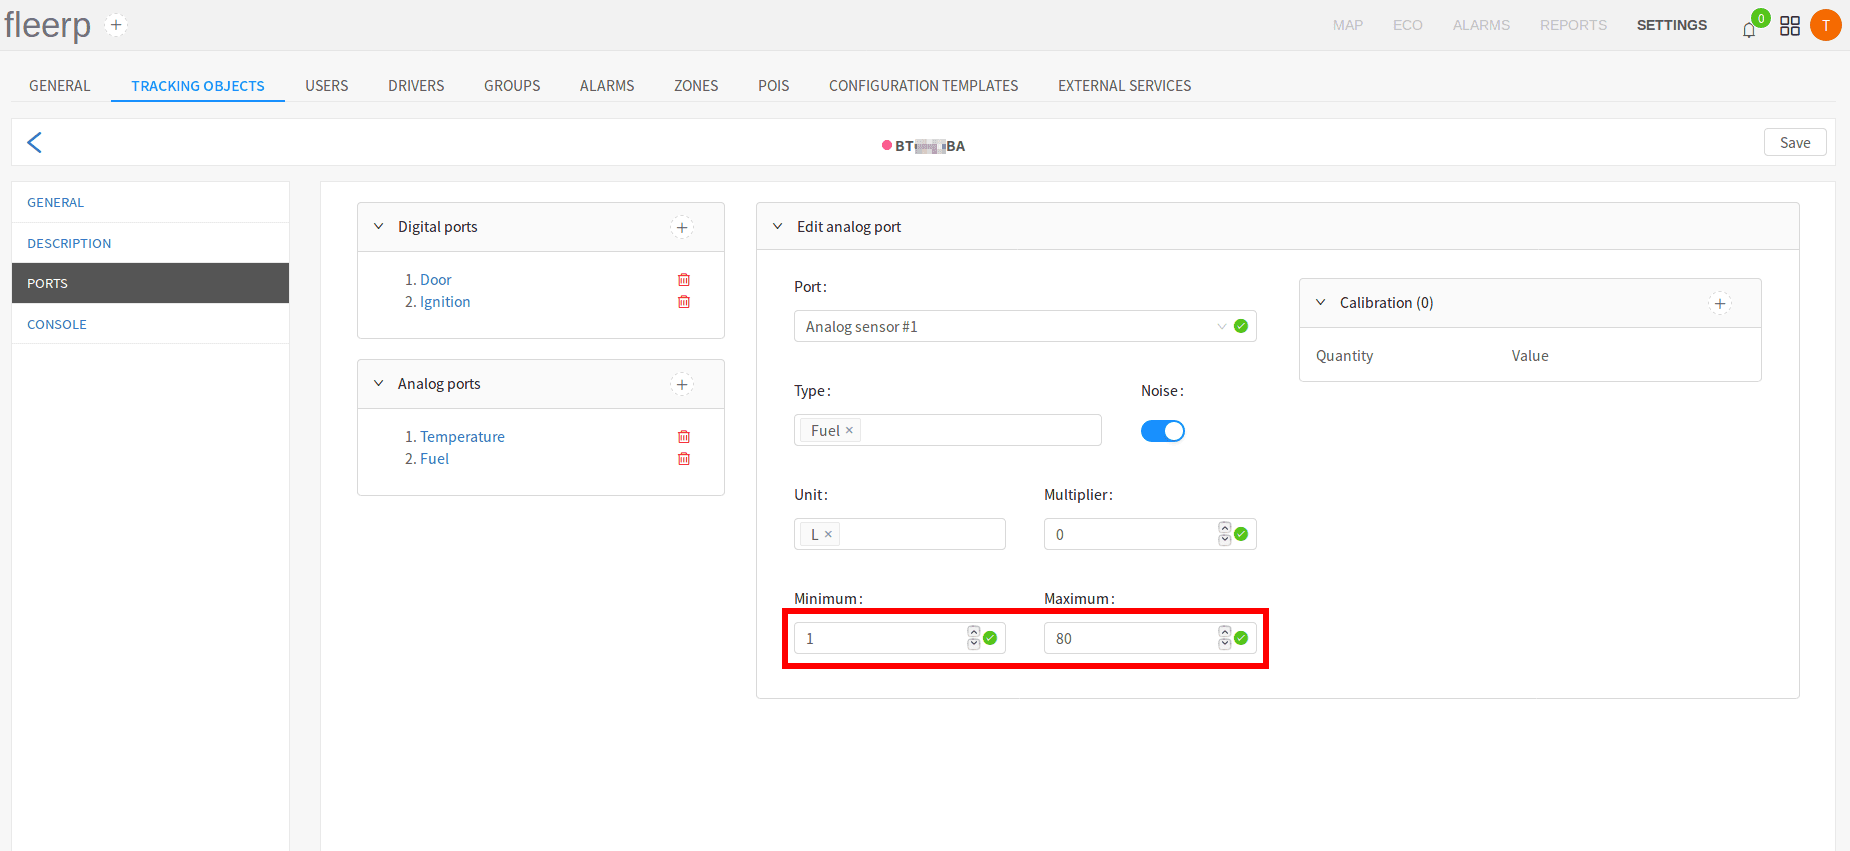 fleerp +
MAP ECO ALARMS REPORTS SETTINGS 0 T
GENERAL TRACKING OBJECTS USERS DRIVERS GROUPS ALARMS ZONES POIS CONFIGURATION TEMPLATES EXTERNAL SERVICES
BT BA
Save
GENERAL
DESCRIPTION
PORTS
CONSOLE
Digital ports +
1. Door
2. Ignition
Analog ports +
1. Temperature
2. Fuel
Edit analog port
Port:
Analog sensor #1
Type:
Noise:
Fuel ×
Unit:
Multiplier:
L ×
0
Minimum:
Maximum:
1
80
Calibration (0) +
Quantity Value